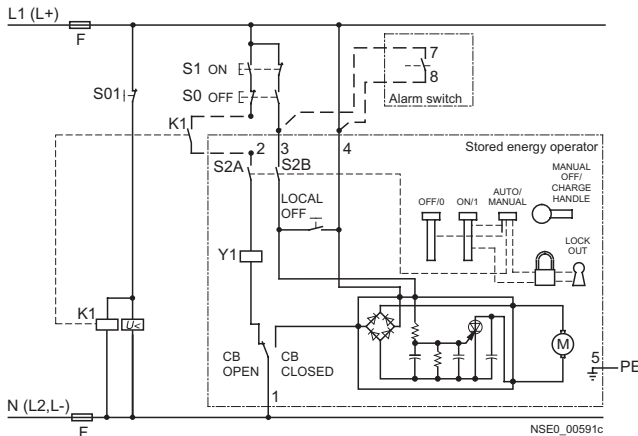 L1 (L+)
F
S1 ON
S0 OFF
S01
K1
7
8
Alarm switch
2
3
4
Stored energy operator
S2A
S2B
LOCAL
OFF
OFF/0
ON/1
AUTO/
MANUAL
MANUAL
OFF/
CHARGE
HANDLE
LOCK
OUT
Y1
K1
U<
CB
OPEN
CB
CLOSED
1
M
5
PE
N (L2,L-)
F
NSE0_00591c